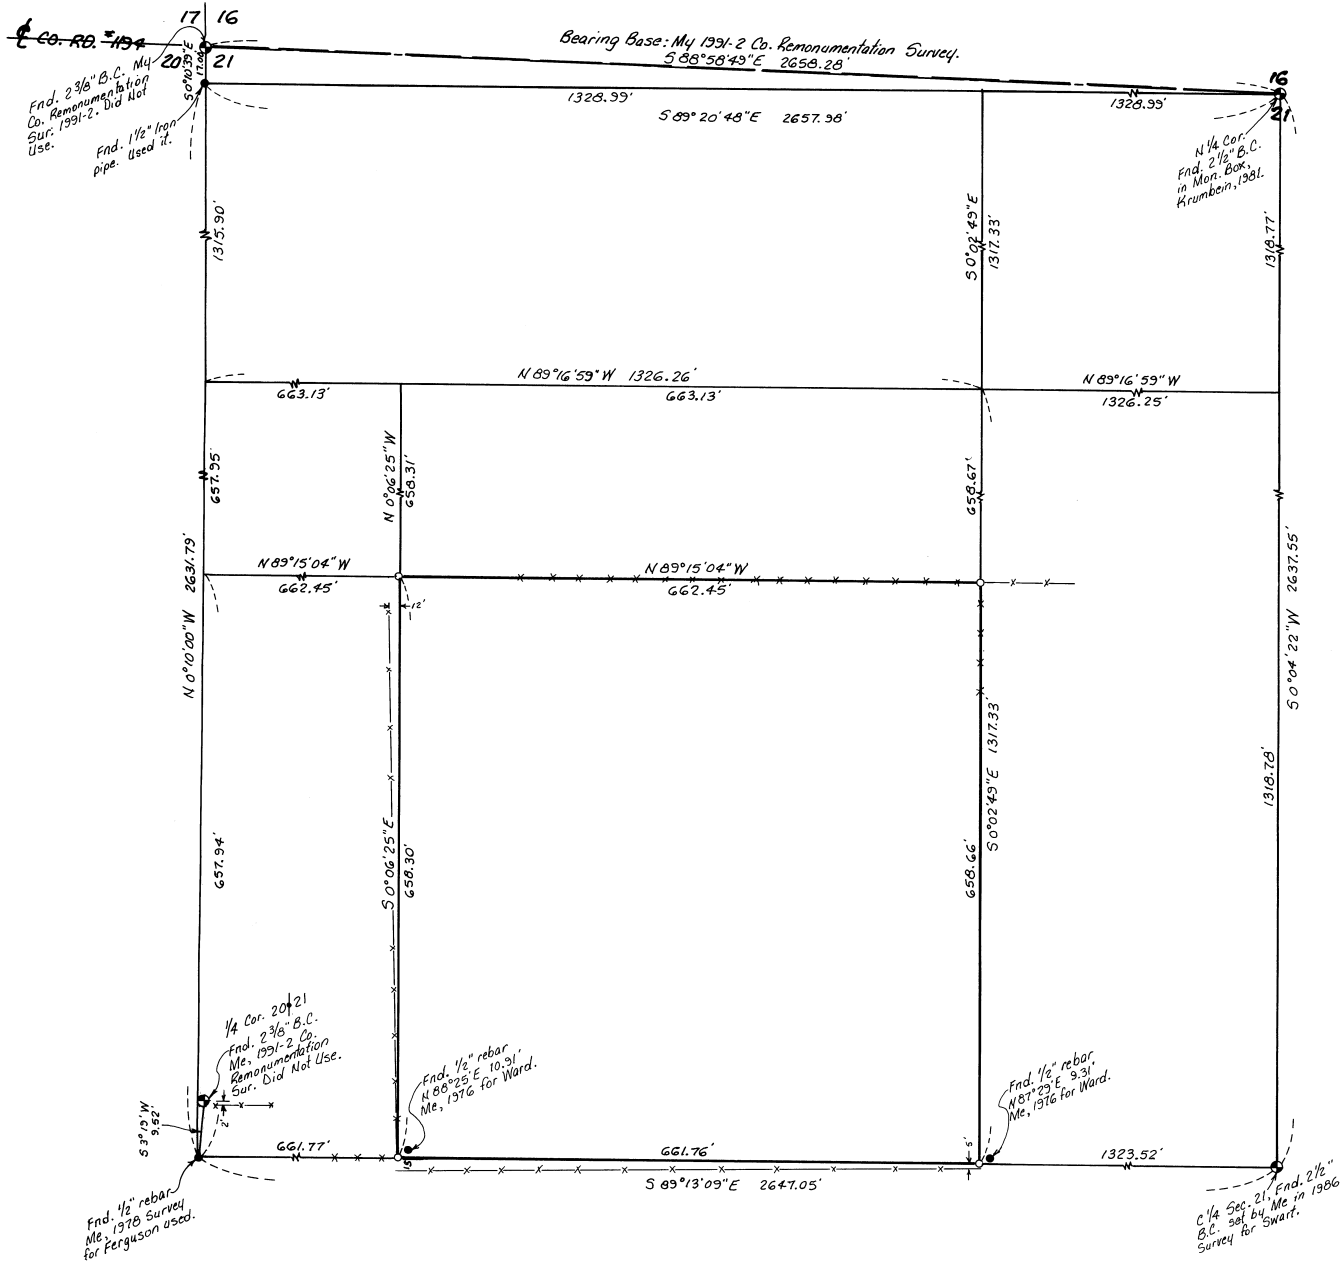 17 16
℄ CO. RD. #1194
20 21
S 0°10'39"E
17.00'
Bearing Base: My 1991-2 Co. Remonumentation Survey.
S 88°58'49"E 2658.28'
Fnd. 2 3/8" B.C. My
Co. Remonumentation
Sur. 1991-2. Did Not
Use.
Fnd. 1 1/2" Iron
pipe. Used it.
1328.99'
S 89°20'48"E 2657.98'
1328.99'
16
21
N 1/4 Cor.
Fnd. 2 1/2" B.C.
in Mon. Box,
Krumbein, 1981.
1315.90'
S 0°02'49"E
1317.33'
1318.77'
N 89°16'59"W 1326.26'
663.13'
663.13'
N 89°16'59"W
1326.25'
657.95'
N 0°06'25"W
658.31'
658.67'
N 0°10'00"W 2631.79'
N 89°15'04"W
662.45'
N 89°15'04"W
662.45'
12'
S 0°04'22"W 2637.55'
657.94'
S 0°06'25"E
658.30'
658.66'
S 0°02'49"E 1317.33'
1318.78'
1/4 Cor. 20 21
Fnd. 2 3/8" B.C.
Me, 1991-2 Co.
Remonumentation
Sur. Did Not Use.
2'
S 3°19'W
9.52'
Fnd. 1/2" rebar
N 88°25'E 10.91'
Me, 1976 for Ward.
Fnd. 1/2" rebar
N 87°29'E 9.31'
Me, 1976 for Ward.
661.77'
661.76'
5'
1323.52'
S 89°13'09"E 2647.05'
Fnd. 1/2" rebar
Me, 1978 Survey
for Ferguson used.
C 1/4 Sec. 21, Fnd. 2 1/2"
B.C. set by Me in 1986
Survey for Swart.